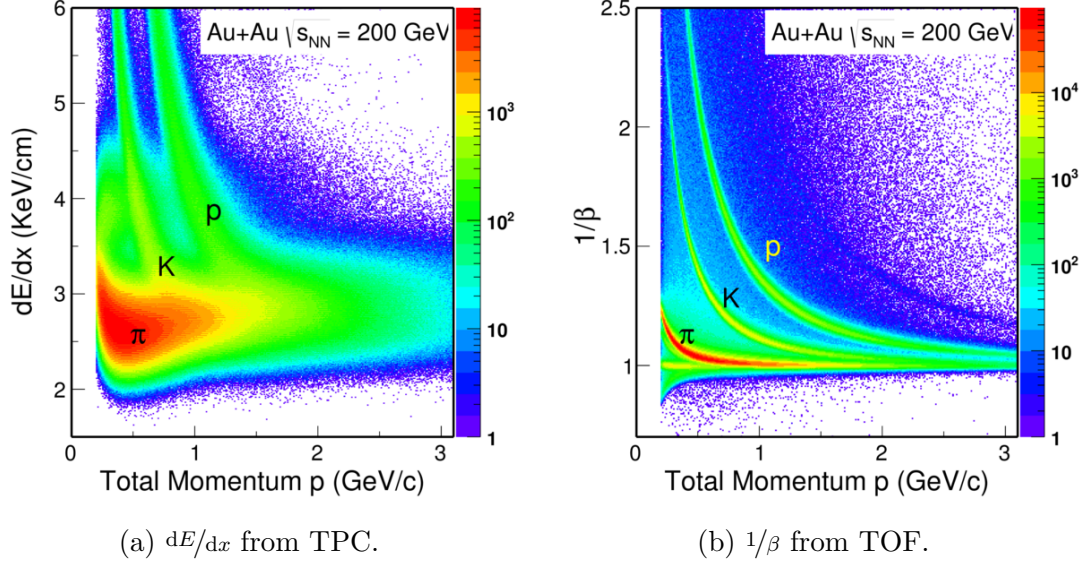 Au+Au √s_NN = 200 GeV
dE/dx (KeV/cm)
6
5
4
3
2
p
K
π
0 1 2 3
Total Momentum p (GeV/c)
10³
10²
10
1
(a) dE/dx from TPC.
Au+Au √s_NN = 200 GeV
1/β
2.5
2
1.5
1
p
K
π
0 1 2 3
Total Momentum p (GeV/c)
10⁴
10³
10²
10
1
(b) 1/β from TOF.